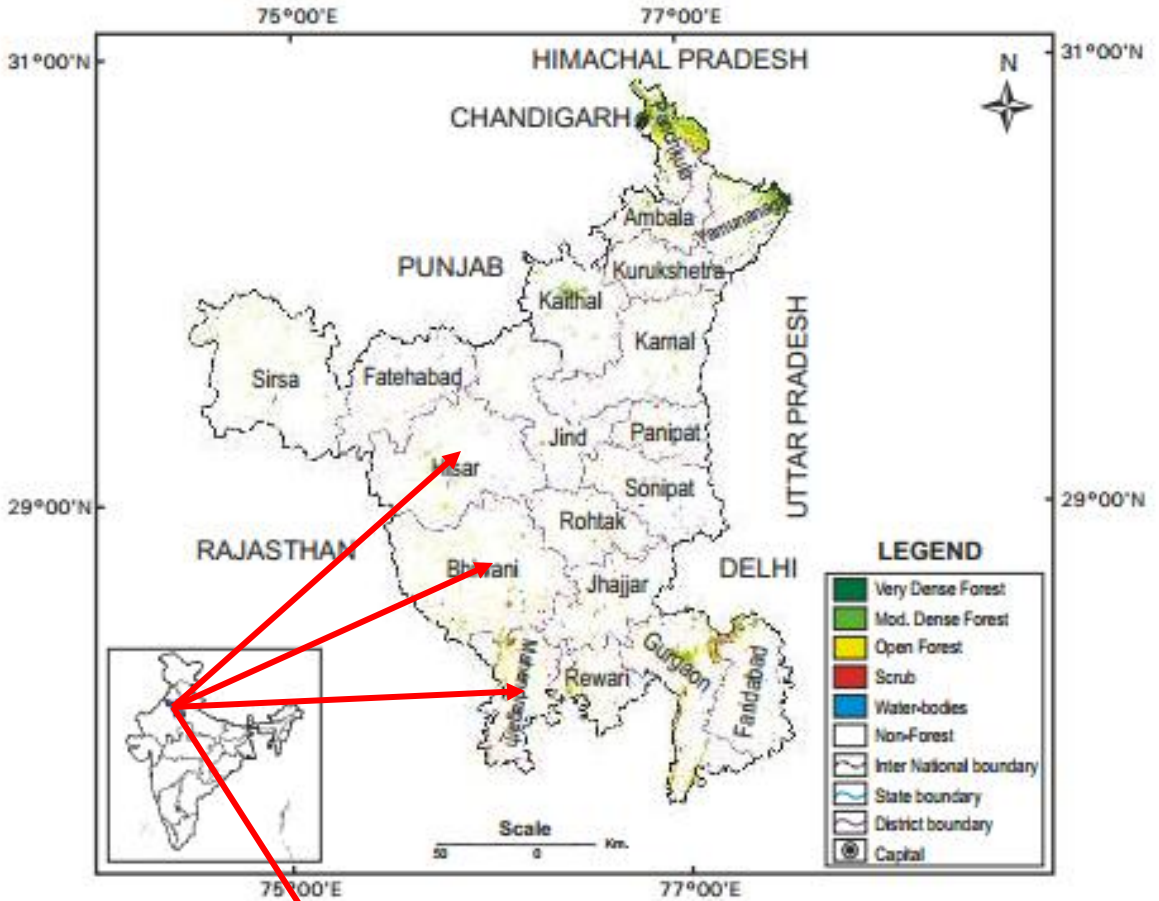 75°00'E 77°00'E
31°00'N 31°00'N
HIMACHAL PRADESH
N
CHANDIGARH
Panchkula
Ambala
Yamunanagar
PUNJAB
Kurukshetra
Kaithal
Karnal
UTTAR PRADESH
Sirsa
Fatehabad
Jind
Panipat
Hisar
Sonipat
29°00'N 29°00'N
Rohtak
RAJASTHAN
Bhiwani
Jhajjar
DELHI
Mahendragarh
Rewari
Gurgaon
Faridabad
LEGEND
Very Dense Forest
Mod. Dense Forest
Open Forest
Scrub
Water-bodies
Non-Forest
Inter National boundary
State boundary
District boundary
Capital
Scale
50 0 Km.
75°00'E 77°00'E